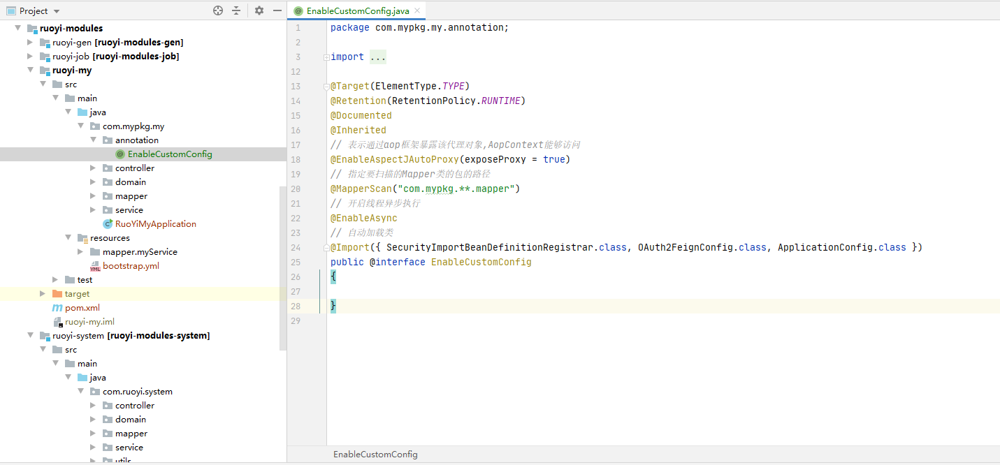 Project
ruoyi-modules
ruoyi-gen [ruoyi-modules-gen]
ruoyi-job [ruoyi-modules-job]
ruoyi-my
src
main
java
com.mypkg.my
annotation
EnableCustomConfig
controller
domain
mapper
service
RuoYiMyApplication
resources
mapper.myService
bootstrap.yml
test
target
pom.xml
ruoyi-my.iml
ruoyi-system [ruoyi-modules-system]
src
main
java
com.ruoyi.system
controller
domain
mapper
service
utils
EnableCustomConfig.java
1 package com.mypkg.my.annotation;
2
3 import ...
12
13 @Target(ElementType.TYPE)
14 @Retention(RetentionPolicy.RUNTIME)
15 @Documented
16 @Inherited
17 // 表示通过aop框架暴露该代理对象,AopContext能够访问
18 @EnableAspectJAutoProxy(exposeProxy = true)
19 // 指定要扫描的Mapper类的包的路径
20 @MapperScan("com.mypkg.**.mapper")
21 // 开启线程异步执行
22 @EnableAsync
23 // 自动加载类
24 @Import({ SecurityImportBeanDefinitionRegistrar.class, OAuth2FeignConfig.class, ApplicationConfig.class })
25 public @interface EnableCustomConfig
26 {
27
28 }
29
EnableCustomConfig